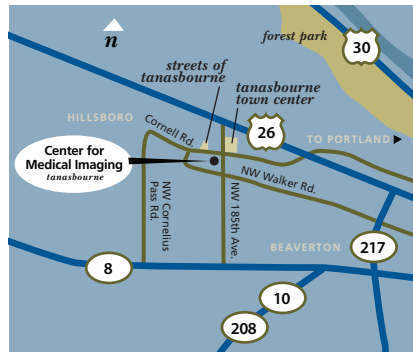 n
forest park
30
streets of
tanasbourne
tanasbourne
town center
HILLSBORO
Cornell Rd.
26
TO PORTLAND
Center for
Medical Imaging
tanasbourne
NW Walker Rd.
NW Cornelius
Pass Rd.
NW 185th Ave.
BEAVERTON
217
8
10
208